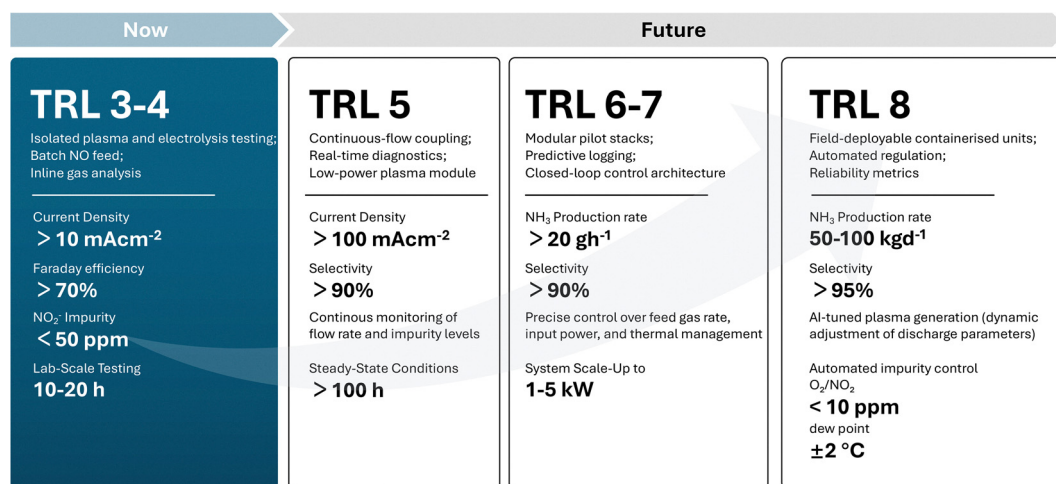 Now
Future
TRL 3-4
Isolated plasma and electrolysis testing;
Batch NO feed;
Inline gas analysis
Current Density
> 10 mAcm⁻²
Faraday efficiency
> 70%
NO₂⁻ Impurity
< 50 ppm
Lab-Scale Testing
10-20 h
TRL 5
Continuous-flow coupling;
Real-time diagnostics;
Low-power plasma module
Current Density
> 100 mAcm⁻²
Selectivity
> 90%
Continous monitoring of
flow rate and impurity levels
Steady-State Conditions
> 100 h
TRL 6-7
Modular pilot stacks;
Predictive logging;
Closed-loop control architecture
NH₃ Production rate
> 20 gh⁻¹
Selectivity
> 90%
Precise control over feed gas rate,
input power, and thermal management
System Scale-Up to
1-5 kW
TRL 8
Field-deployable containerised units;
Automated regulation;
Reliability metrics
NH₃ Production rate
50-100 kgd⁻¹
Selectivity
> 95%
AI-tuned plasma generation (dynamic
adjustment of discharge parameters)
Automated impurity control
O₂/NO₂
< 10 ppm
dew point
±2 °C